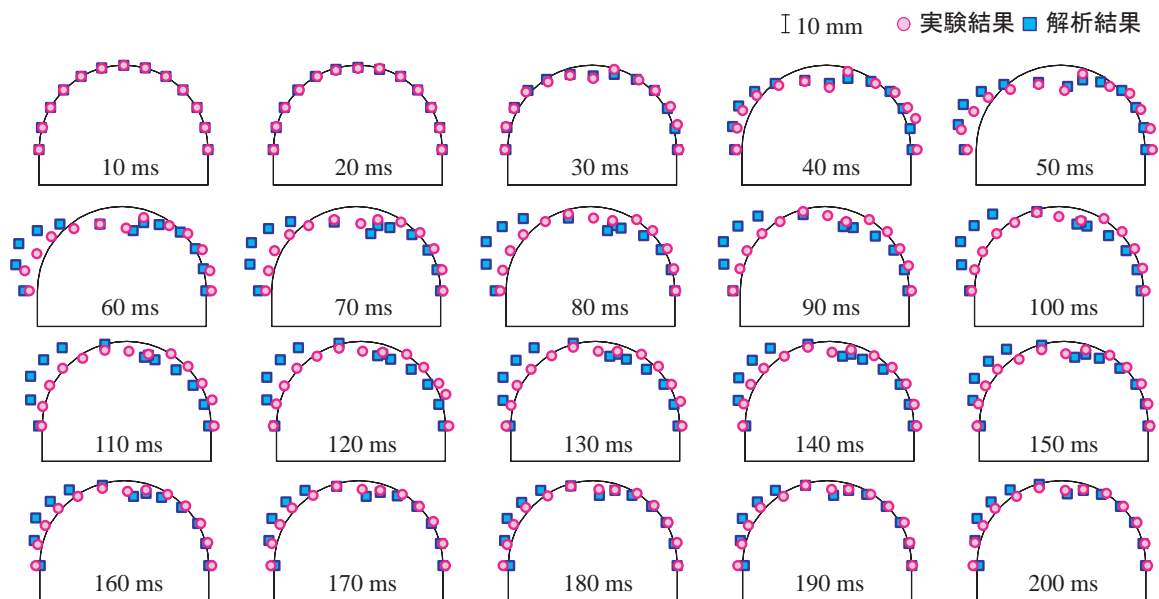 10 mm 実験結果 解析結果
10 ms 20 ms 30 ms 40 ms 50 ms
60 ms 70 ms 80 ms 90 ms 100 ms
110 ms 120 ms 130 ms 140 ms 150 ms
160 ms 170 ms 180 ms 190 ms 200 ms